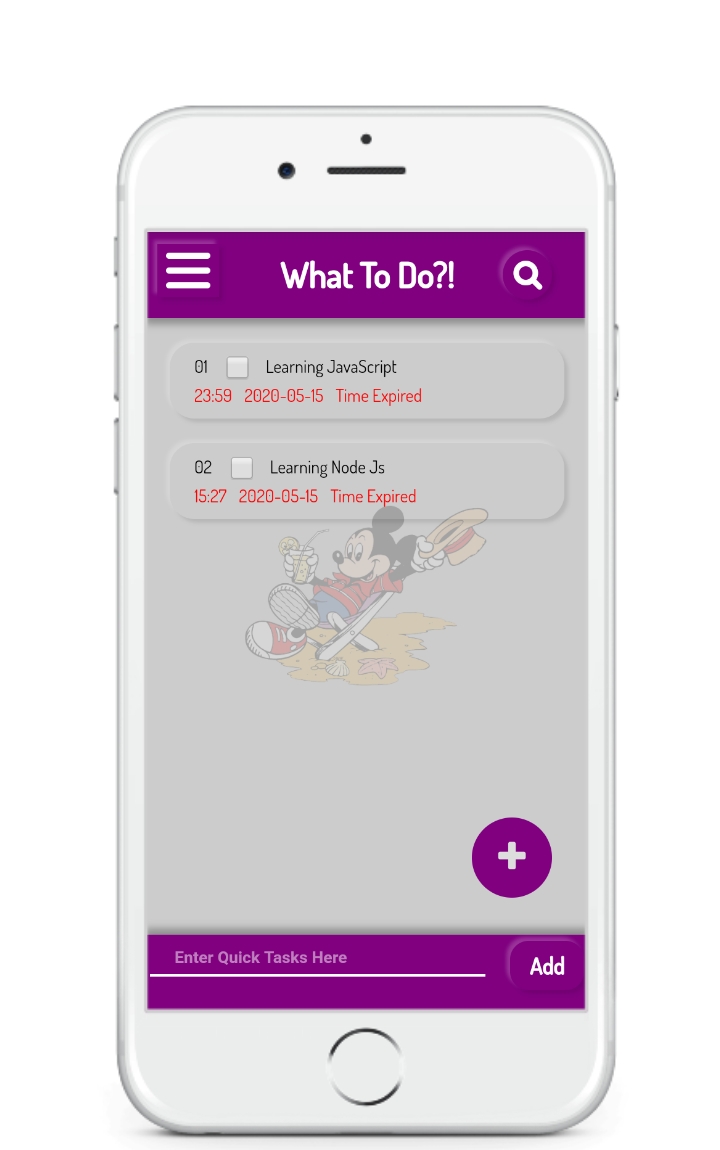 What To Do?!
01 Learning JavaScript
23:59 2020-05-15 Time Expired
02 Learning Node Js
15:27 2020-05-15 Time Expired
Enter Quick Tasks Here
Add